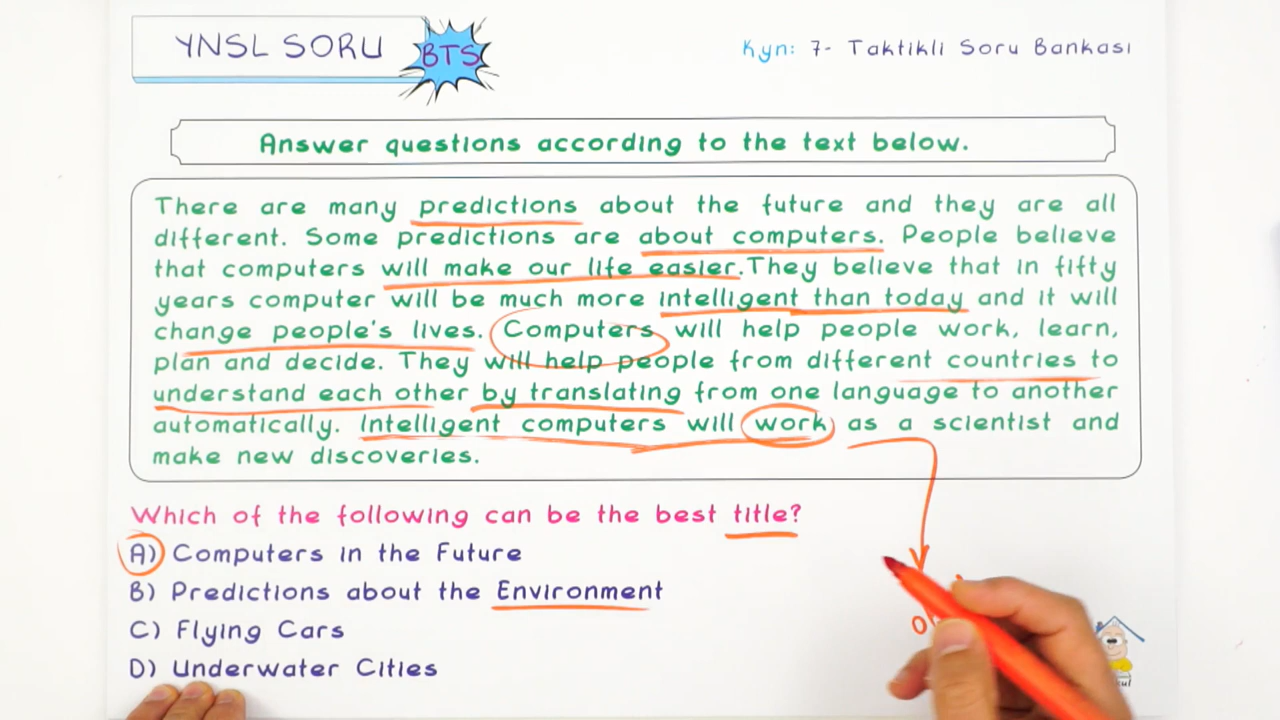 YNSL SORU
BTS
Kyn: 7- Taktikli Soru Bankası
Answer questions according to the text below.
There are many predictions about the future and they are all
different. Some predictions are about computers. People believe
that computers will make our life easier.They believe that in fifty
years computer will be much more intelligent than today and it will
change people's lives. Computers will help people work, learn,
plan and decide. They will help people from different countries to
understand each other by translating from one language to another
automatically. Intelligent computers will work as a scientist and
make new discoveries.
Which of the following can be the best title?
A) Computers in the Future
B) Predictions about the Environment
C) Flying Cars
D) Underwater Cities